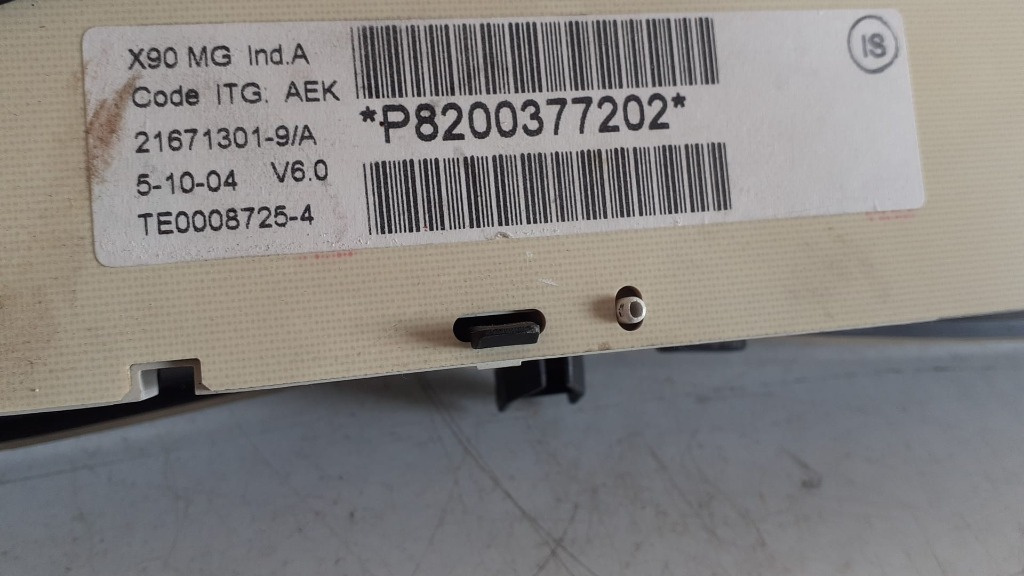 X90 MG Ind.A
Code ITG: AEK
21671301-9/A
5-10-04 V6.0
TE0008725-4
*P8200377202*
IS